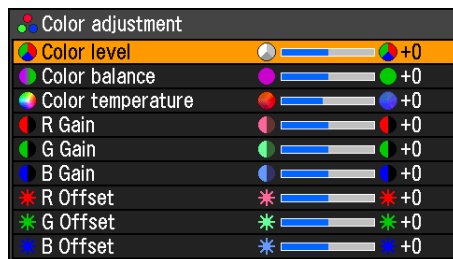 Color adjustment
Color level +0
Color balance +0
Color temperature +0
R Gain +0
G Gain +0
B Gain +0
R Offset +0
G Offset +0
B Offset +0